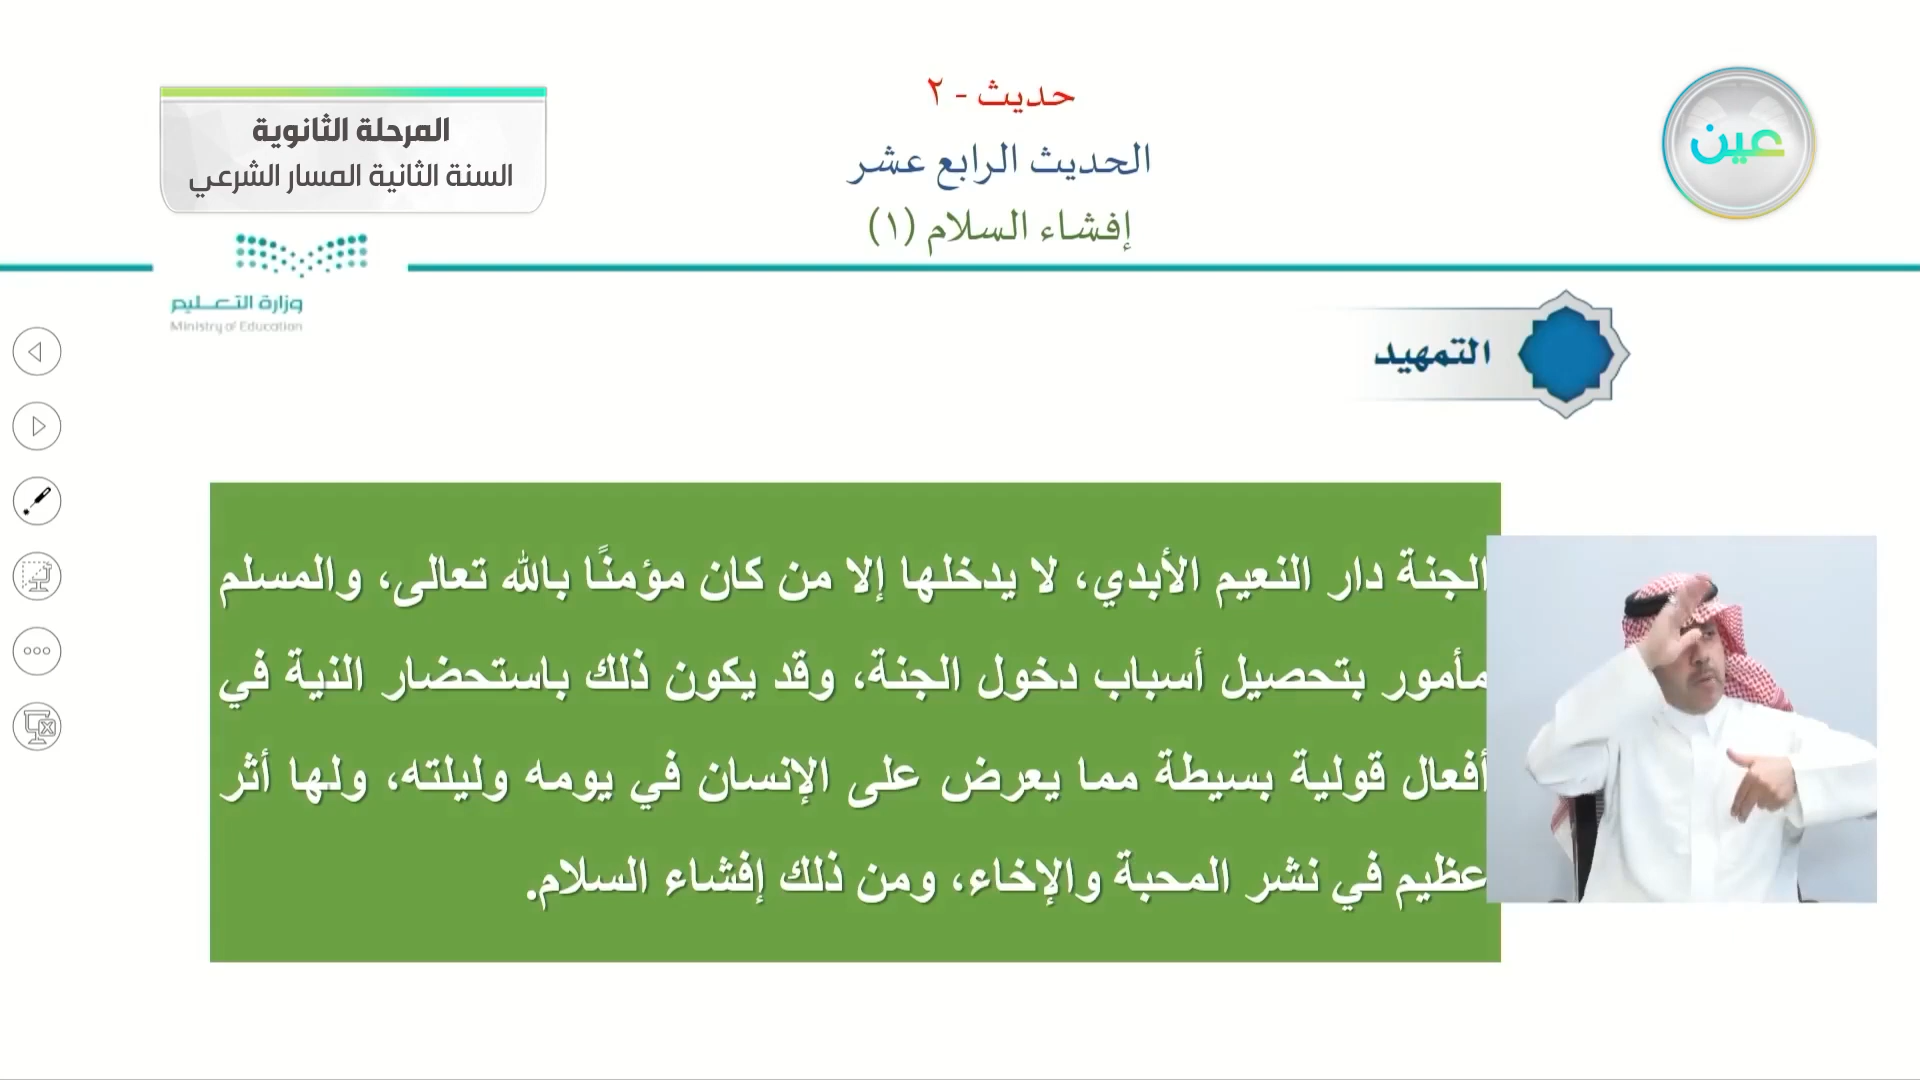 حديث - ٢
الحديث الرابع عشر
إفشاء السلام (١)
عين
المرحلة الثانوية
السنة الثانية المسار الشرعي
وزارة التعـــليم
Ministry of Education
التمهيد
الجنة دار النعيم الأبدي، لا يدخلها إلا من كان مؤمنًا بالله تعالى، والمسلم
مأمور بتحصيل أسباب دخول الجنة، وقد يكون ذلك باستحضار النية في
أفعال قولية بسيطة مما يعرض على الإنسان في يومه وليلته، ولها أثر
عظيم في نشر المحبة والإخاء، ومن ذلك إفشاء السلام.